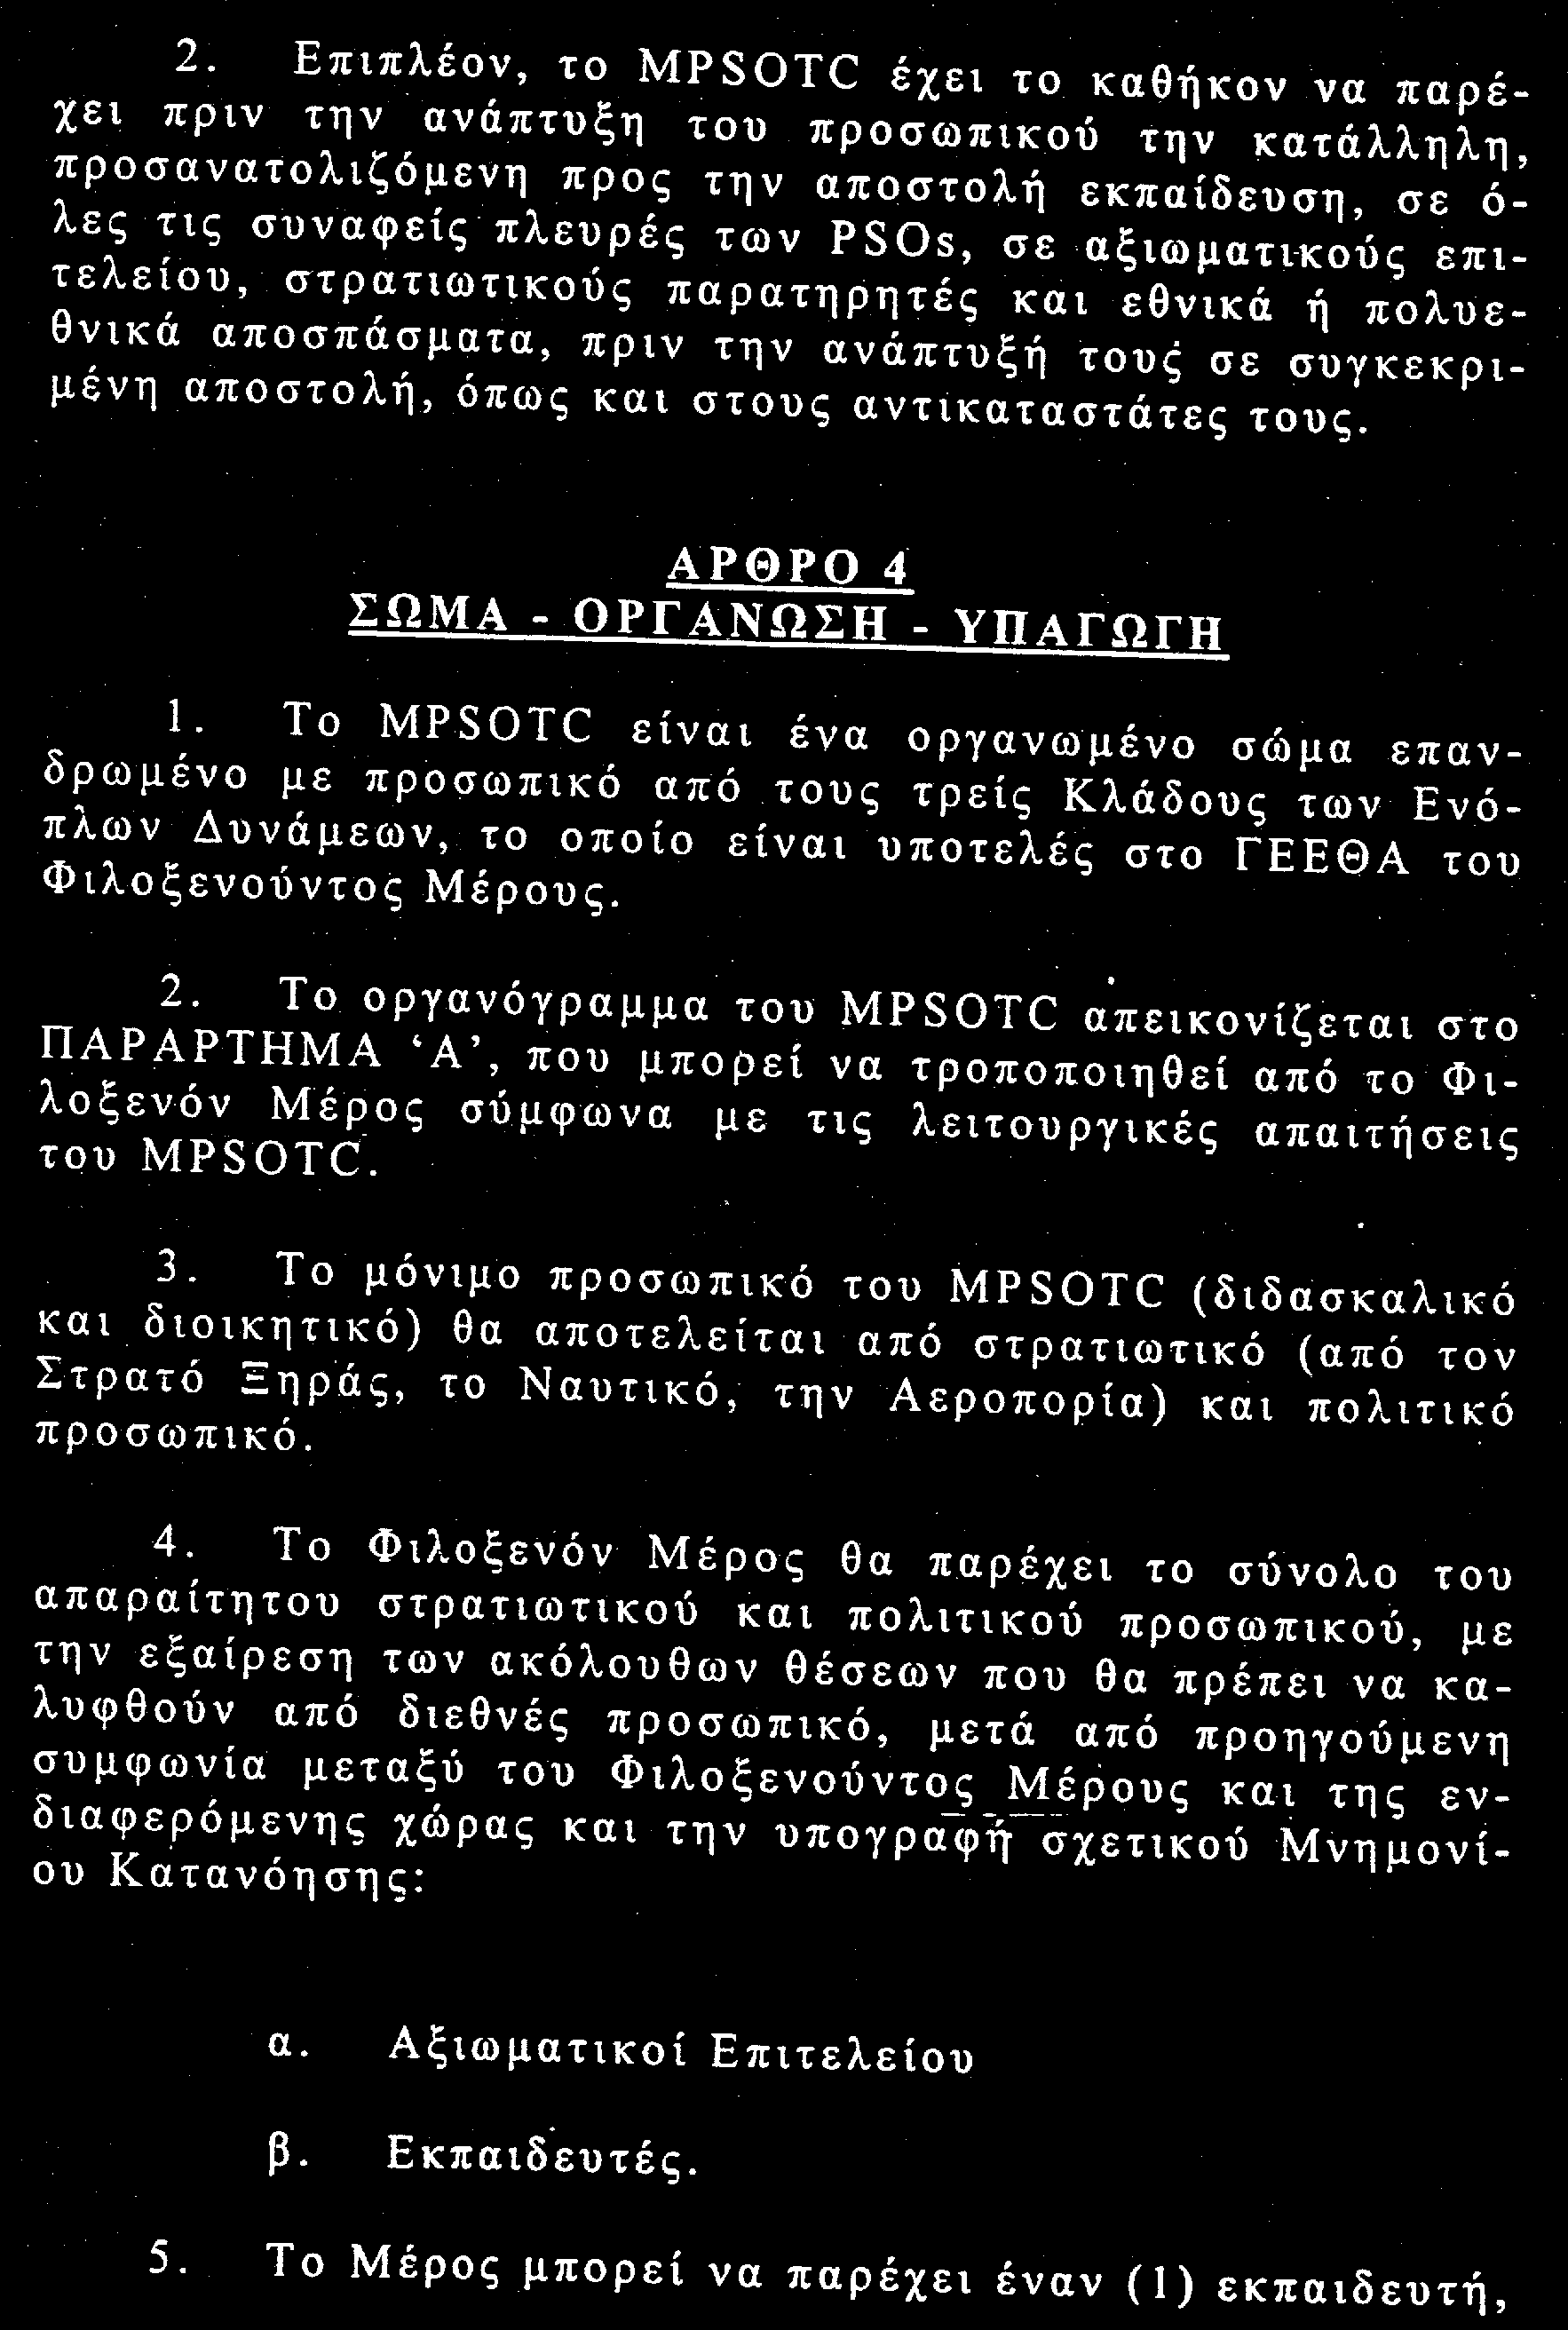 2. Επιπλέον, το MPSOTC έχει το καθήκον να παρέ-
χει πριν την ανάπτυξη του προσωπικού την κατάλληλη,
προσανατολιζόμενη προς την αποστολή εκπαίδευση, σε ό-
λες τις συναφείς πλευρές των PSOs, σε αξιωματικούς επι-
τελείου, στρατιωτικούς παρατηρητές και εθνικά ή πολυε-
θνικά αποσπάσματα, πριν την ανάπτυξή τους σε συγκεκρι-
μένη αποστολή, όπως και στους αντικαταστάτες τους.
ΑΡΘΡΟ 4
ΣΩΜΑ - ΟΡΓΑΝΩΣΗ - ΥΠΑΓΩΓΗ
1. Το MPSOTC είναι ένα οργανωμένο σώμα επαν-
δρωμένο με προσωπικό από τους τρείς Κλάδους των Ενό-
πλων Δυνάμεων, το οποίο είναι υποτελές στο ΓΕΕΘΑ του
Φιλοξενούντος Μέρους.
2. Το οργανόγραμμα του MPSOTC απεικονίζεται στο
ΠΑΡΑΡΤΗΜΑ ‘Α’, που μπορεί να τροποποιηθεί από το Φι-
λοξενόν Μέρος σύμφωνα με τις λειτουργικές απαιτήσεις
του MPSOTC.
3. Το μόνιμο προσωπικό του MPSOTC (διδασκαλικό
και διοικητικό) θα αποτελείται από στρατιωτικό (από τον
Στρατό Ξηράς, το Ναυτικό, την Αεροπορία) και πολιτικό
προσωπικό.
4. Το Φιλοξενόν Μέρος θα παρέχει το σύνολο του
απαραίτητου στρατιωτικού και πολιτικού προσωπικού, με
την εξαίρεση των ακόλουθων θέσεων που θα πρέπει να κα-
λυφθούν από διεθνές προσωπικό, μετά από προηγούμενη
συμφωνία μεταξύ του Φιλοξενούντος Μέρους και της εν-
διαφερόμενης χώρας και την υπογραφή σχετικού Μνημονί-
ου Κατανόησης:
α. Αξιωματικοί Επιτελείου
β. Εκπαιδευτές.
5. Το Μέρος μπορεί να παρέχει έναν (1) εκπαιδευτή,